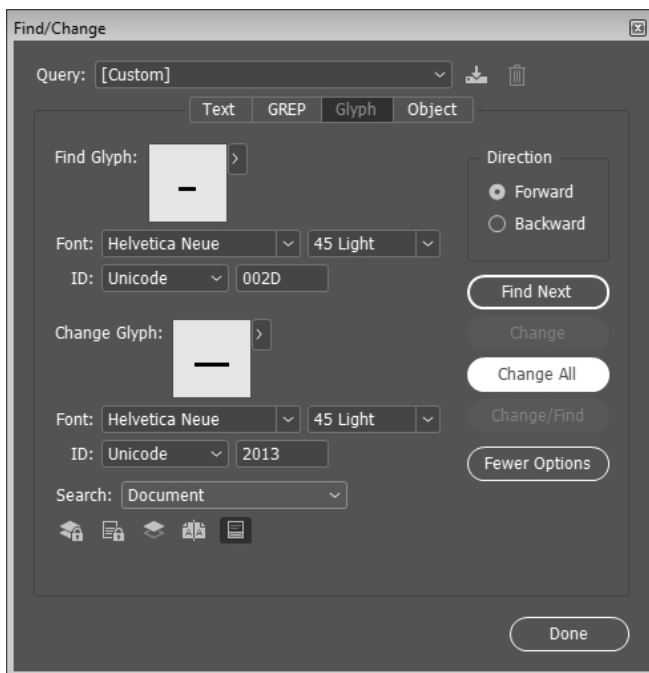 Find/Change
Query: [Custom]
Text GREP Glyph Object
Find Glyph:
Font: Helvetica Neue 45 Light
ID: Unicode 002D
Change Glyph:
Font: Helvetica Neue 45 Light
ID: Unicode 2013
Search: Document
Direction
Forward
Backward
Find Next
Change
Change All
Change/Find
Fewer Options
Done